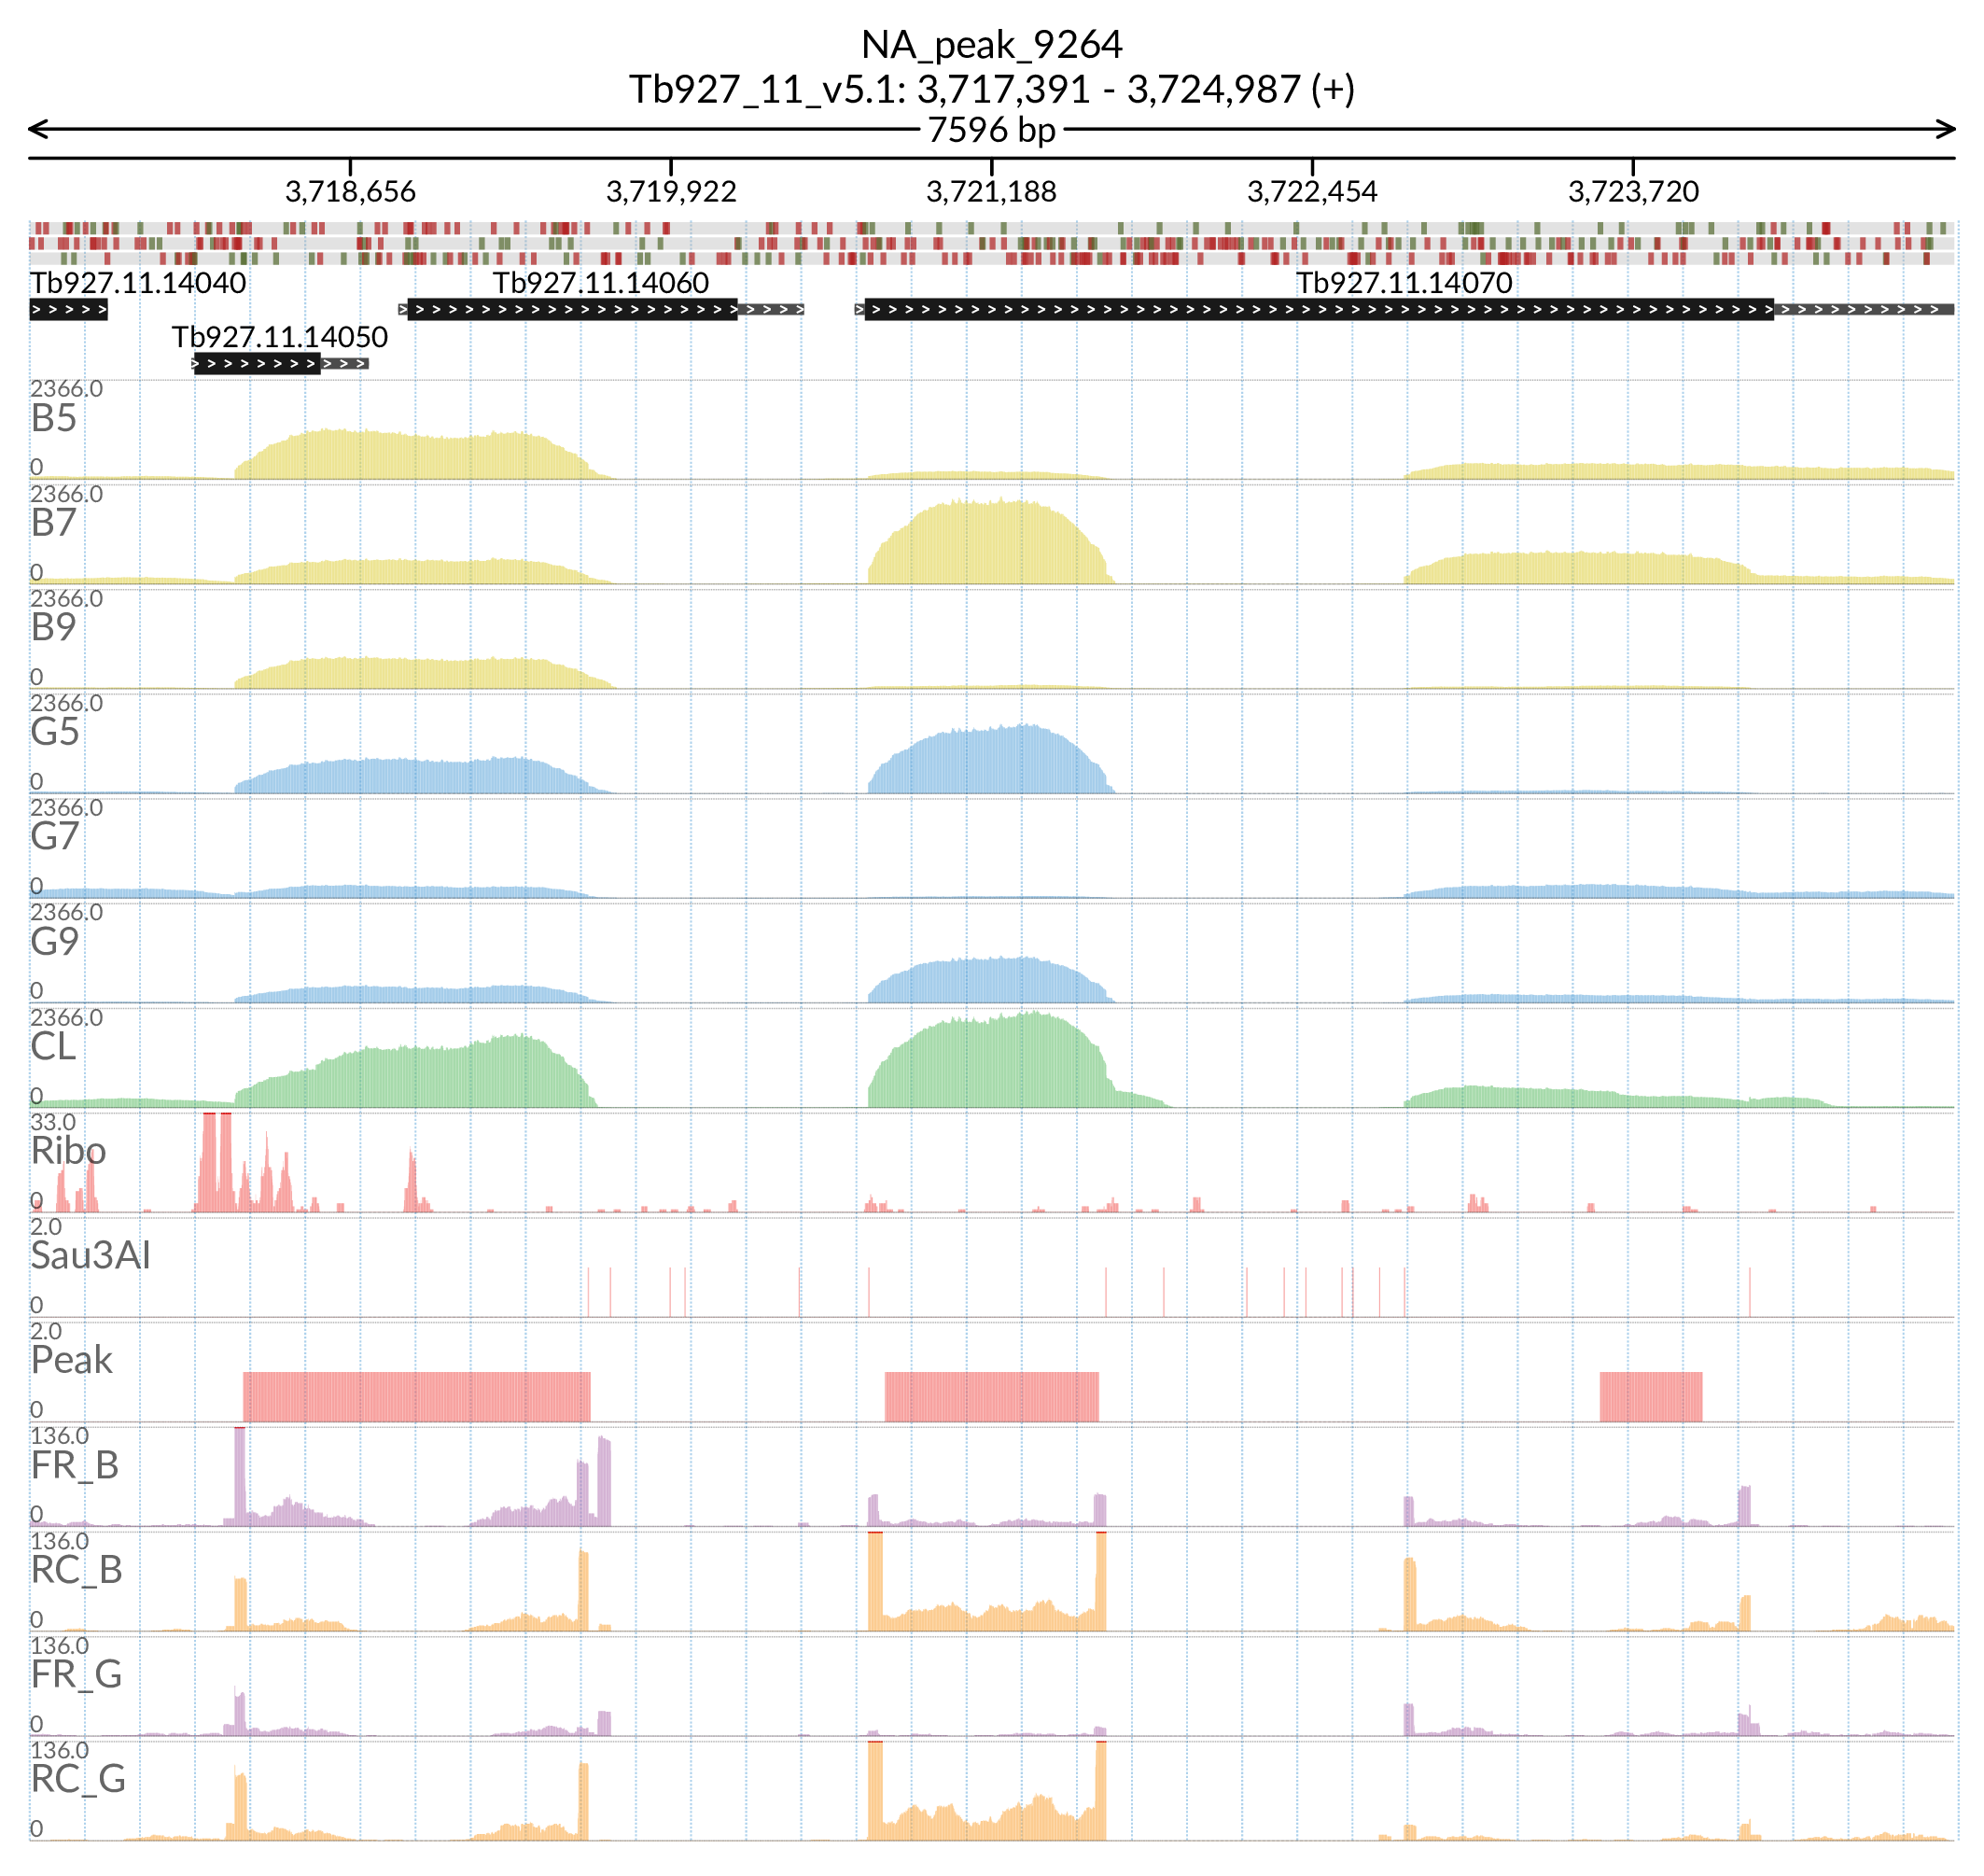 NA_peak_9264
Tb927_11_v5.1: 3,717,391 - 3,724,987 (+)
7596 bp
3,718,656 3,719,922 3,721,188 3,722,454 3,723,720
Tb927.11.14040 Tb927.11.14060 Tb927.11.14070
Tb927.11.14050
2366.0
B5
0
2366.0
B7
0
2366.0
B9
0
2366.0
G5
0
2366.0
G7
0
2366.0
G9
0
2366.0
CL
0
33.0
Ribo
0
2.0
Sau3AI
0
2.0
Peak
0
136.0
FR_B
0
136.0
RC_B
0
136.0
FR_G
0
136.0
RC_G
0